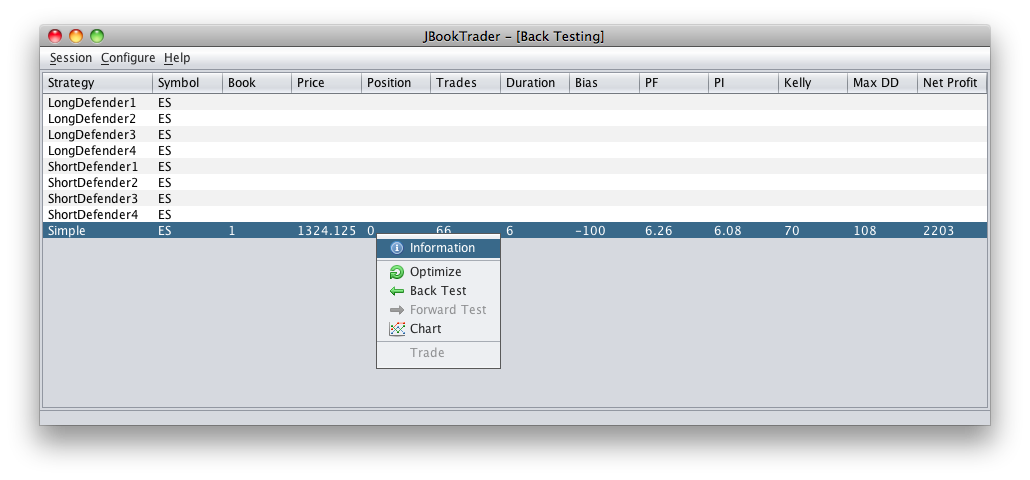 JBookTrader – [Back Testing]
Session Configure Help
Strategy Symbol Book Price Position Trades Duration Bias PF PI Kelly Max DD Net Profit
LongDefender1 ES
LongDefender2 ES
LongDefender3 ES
LongDefender4 ES
ShortDefender1 ES
ShortDefender2 ES
ShortDefender3 ES
ShortDefender4 ES
Simple ES 1 1324.125 0 66 6 -100 6.26 6.08 70 108 2203
Information
Optimize
Back Test
Forward Test
Chart
Trade